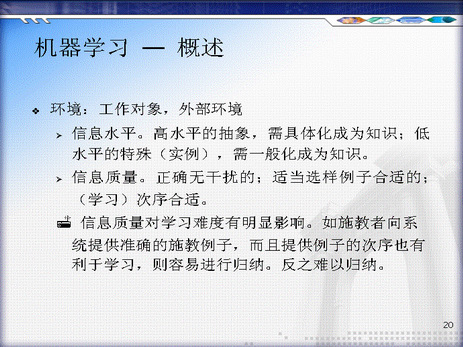 机器学习 — 概述
环境：工作对象，外部环境
信息水平。高水平的抽象，需具体化成为知识；低
水平的特殊（实例），需一般化成为知识。
信息质量。正确无干扰的；适当选样例子合适的；
（学习）次序合适。
信息质量对学习难度有明显影响。如施教者向系
统提供准确的施教例子，而且提供例子的次序也有
利于学习，则容易进行归纳。反之难以归纳。
20